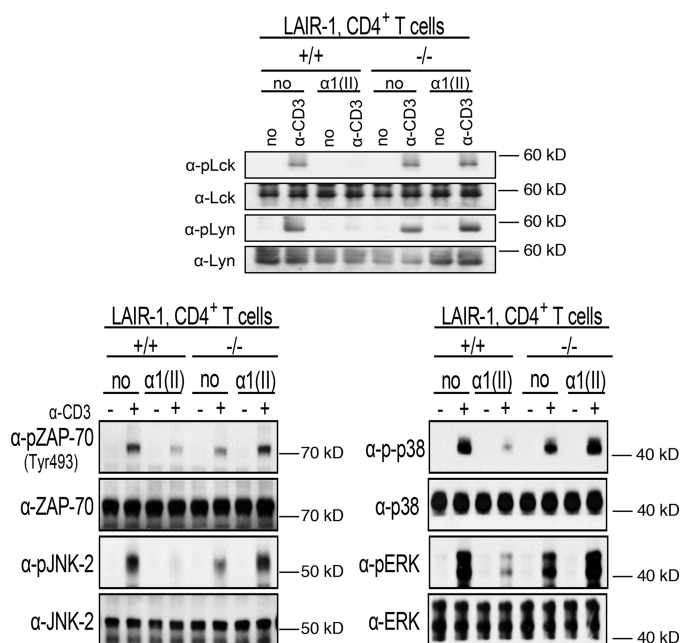 LAIR-1, CD4+ T cells
+/+ -/-
no α1(II) no α1(II)
no α-CD3 no α-CD3 no α-CD3 no α-CD3
α-pLck 60 kD
α-Lck 60 kD
α-pLyn 60 kD
α-Lyn 60 kD
LAIR-1, CD4+ T cells
+/+ -/-
no α1(II) no α1(II)
α-CD3 - + - + - + - +
α-pZAP-70
(Tyr493)
70 kD
α-ZAP-70
70 kD
α-pJNK-2 50 kD
α-JNK-2 50 kD
LAIR-1, CD4+ T cells
+/+ -/-
no α1(II) no α1(II)
- + - + - + - +
α-p-p38 40 kD
α-p38 40 kD
α-pERK 40 kD
α-ERK 40 kD